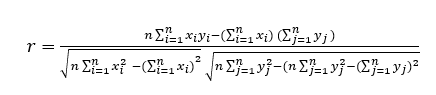 r = \frac{n\sum_{i=1}^{n} x_i y_i - (\sum_{i=1}^{n} x_i)(\sum_{j=1}^{n} y_j)}{\sqrt{n\sum_{i=1}^{n} x_i^2 - (\sum_{i=1}^{n} x_i)^2}\sqrt{n\sum_{j=1}^{n} y_j^2 - (n\sum_{j=1}^{n} y_j^2 - (\sum_{j=1}^{n} y_j)^2}}